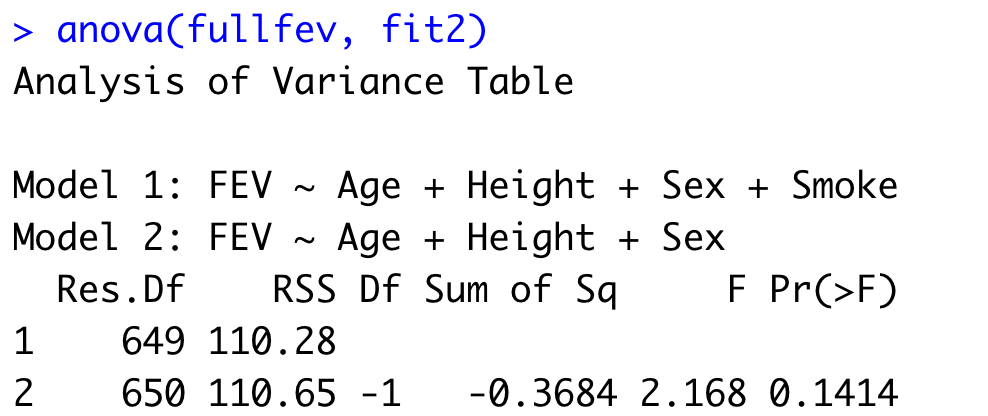 > anova(fullfev, fit2)
Analysis of Variance Table
Model 1: FEV ~ Age + Height + Sex + Smoke
Model 2: FEV ~ Age + Height + Sex
  Res.Df    RSS Df Sum of Sq     F Pr(>F)
1    649 110.28
2    650 110.65 -1   -0.3684 2.168 0.1414